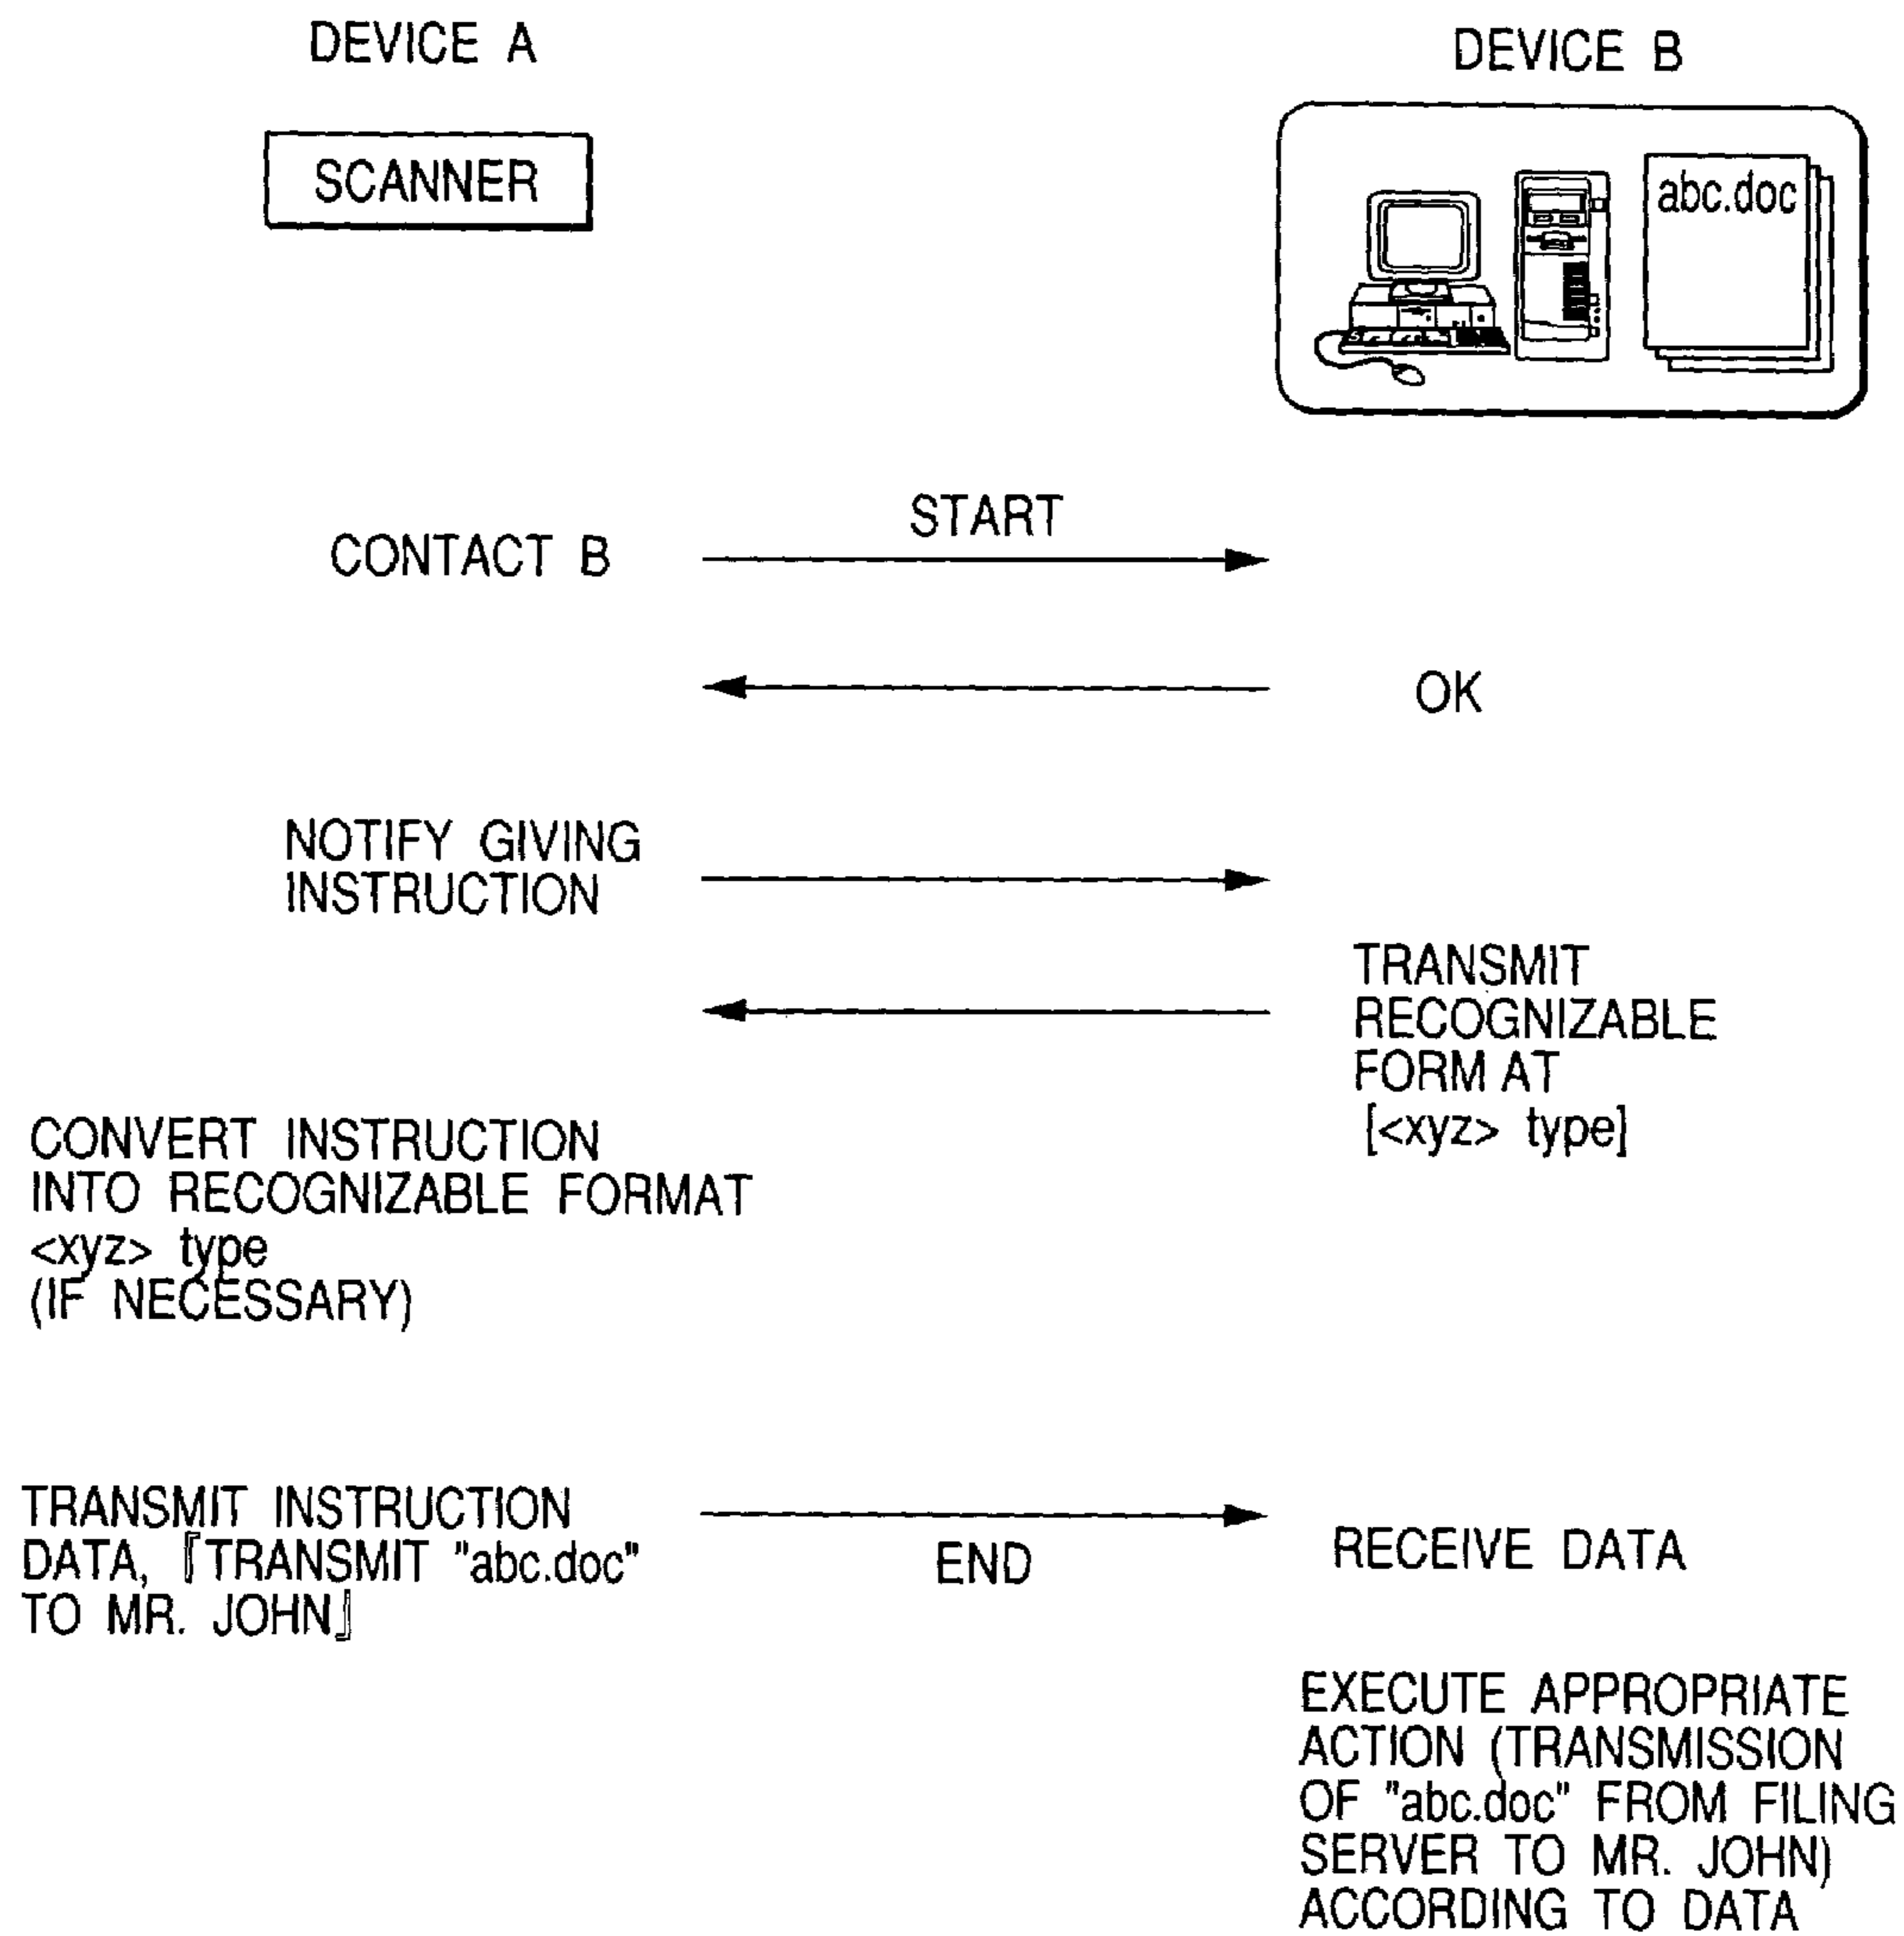 DEVICE A
DEVICE B
SCANNER
abc.doc
START
CONTACT B
OK
NOTIFY GIVING
INSTRUCTION
TRANSMIT
RECOGNIZABLE
FORM AT
[<xyz> type]
CONVERT INSTRUCTION
INTO RECOGNIZABLE FORMAT
<xyz> type
(IF NECESSARY)
TRANSMIT INSTRUCTION
DATA, 『TRANSMIT "abc.doc"
TO MR. JOHN』
END
RECEIVE DATA
EXECUTE APPROPRIATE
ACTION (TRANSMISSION
OF "abc.doc" FROM FILING
SERVER TO MR. JOHN)
ACCORDING TO DATA